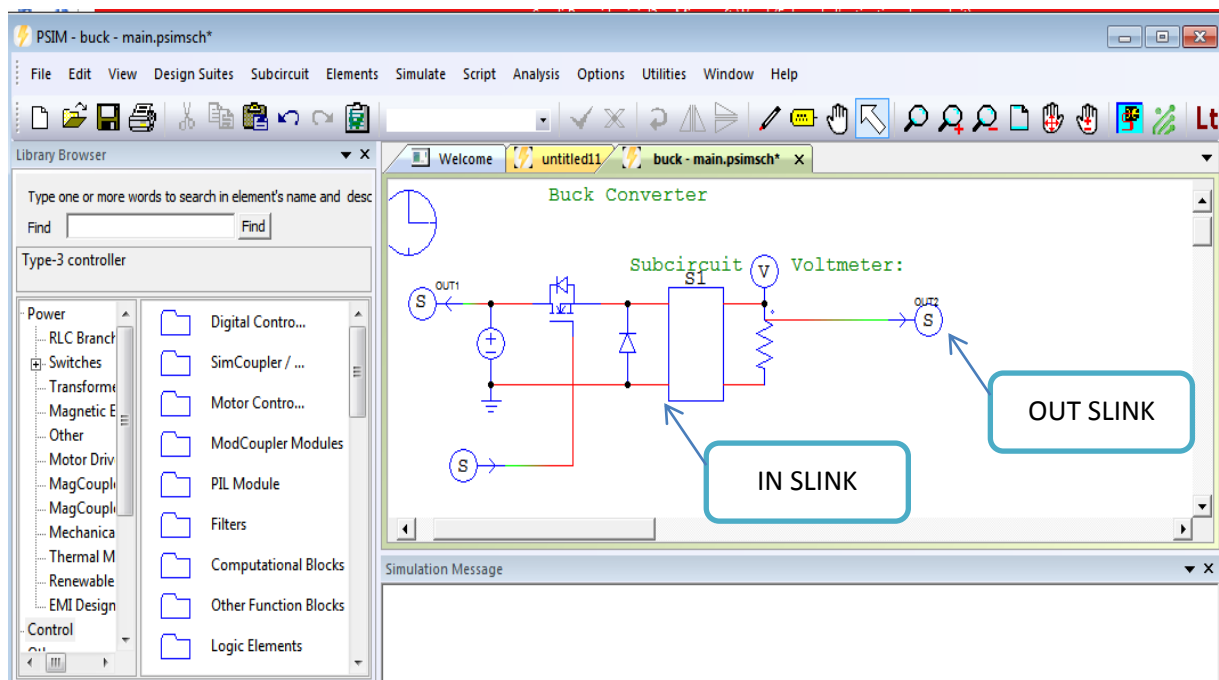 PSIM - buck - main.psimsch*
File Edit View Design Suites Subcircuit Elements Simulate Script Analysis Options Utilities Window Help
Lt
Library Browser
Welcome untitled11 buck - main.psimsch* X
Type one or more words to search in element's name and desc
Find Find
Type-3 controller
Power
RLC Branch
Switches
Transforme
Magnetic E
Other
Motor Driv
MagCouple
MagCouple
Mechanica
Thermal M
Renewable
EMI Design
Control
Digital Contro...
SimCoupler / ...
Motor Contro...
ModCoupler Modules
PIL Module
Filters
Computational Blocks
Other Function Blocks
Logic Elements
Buck Converter
Subcircuit V Voltmeter:
S1
S OUT1
OUT2
S
S
OUT SLINK
IN SLINK
Simulation Message